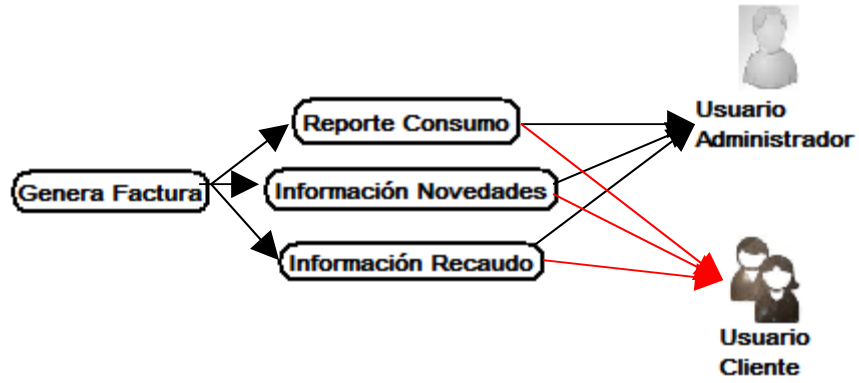 Usuario
Administrador
Reporte Consumo
Genera Factura
Información Novedades
Información Recaudo
Usuario
Cliente